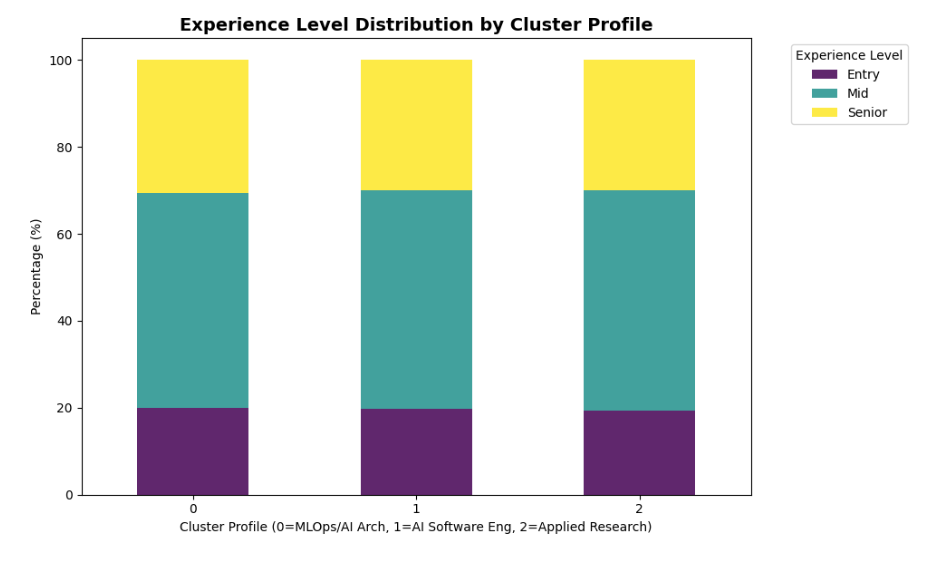 Experience Level Distribution by Cluster Profile
Experience Level
Entry
Mid
Senior
Percentage (%)
100
80
60
40
20
0
0 1 2
Cluster Profile (0=MLOps/AI Arch, 1=AI Software Eng, 2=Applied Research)